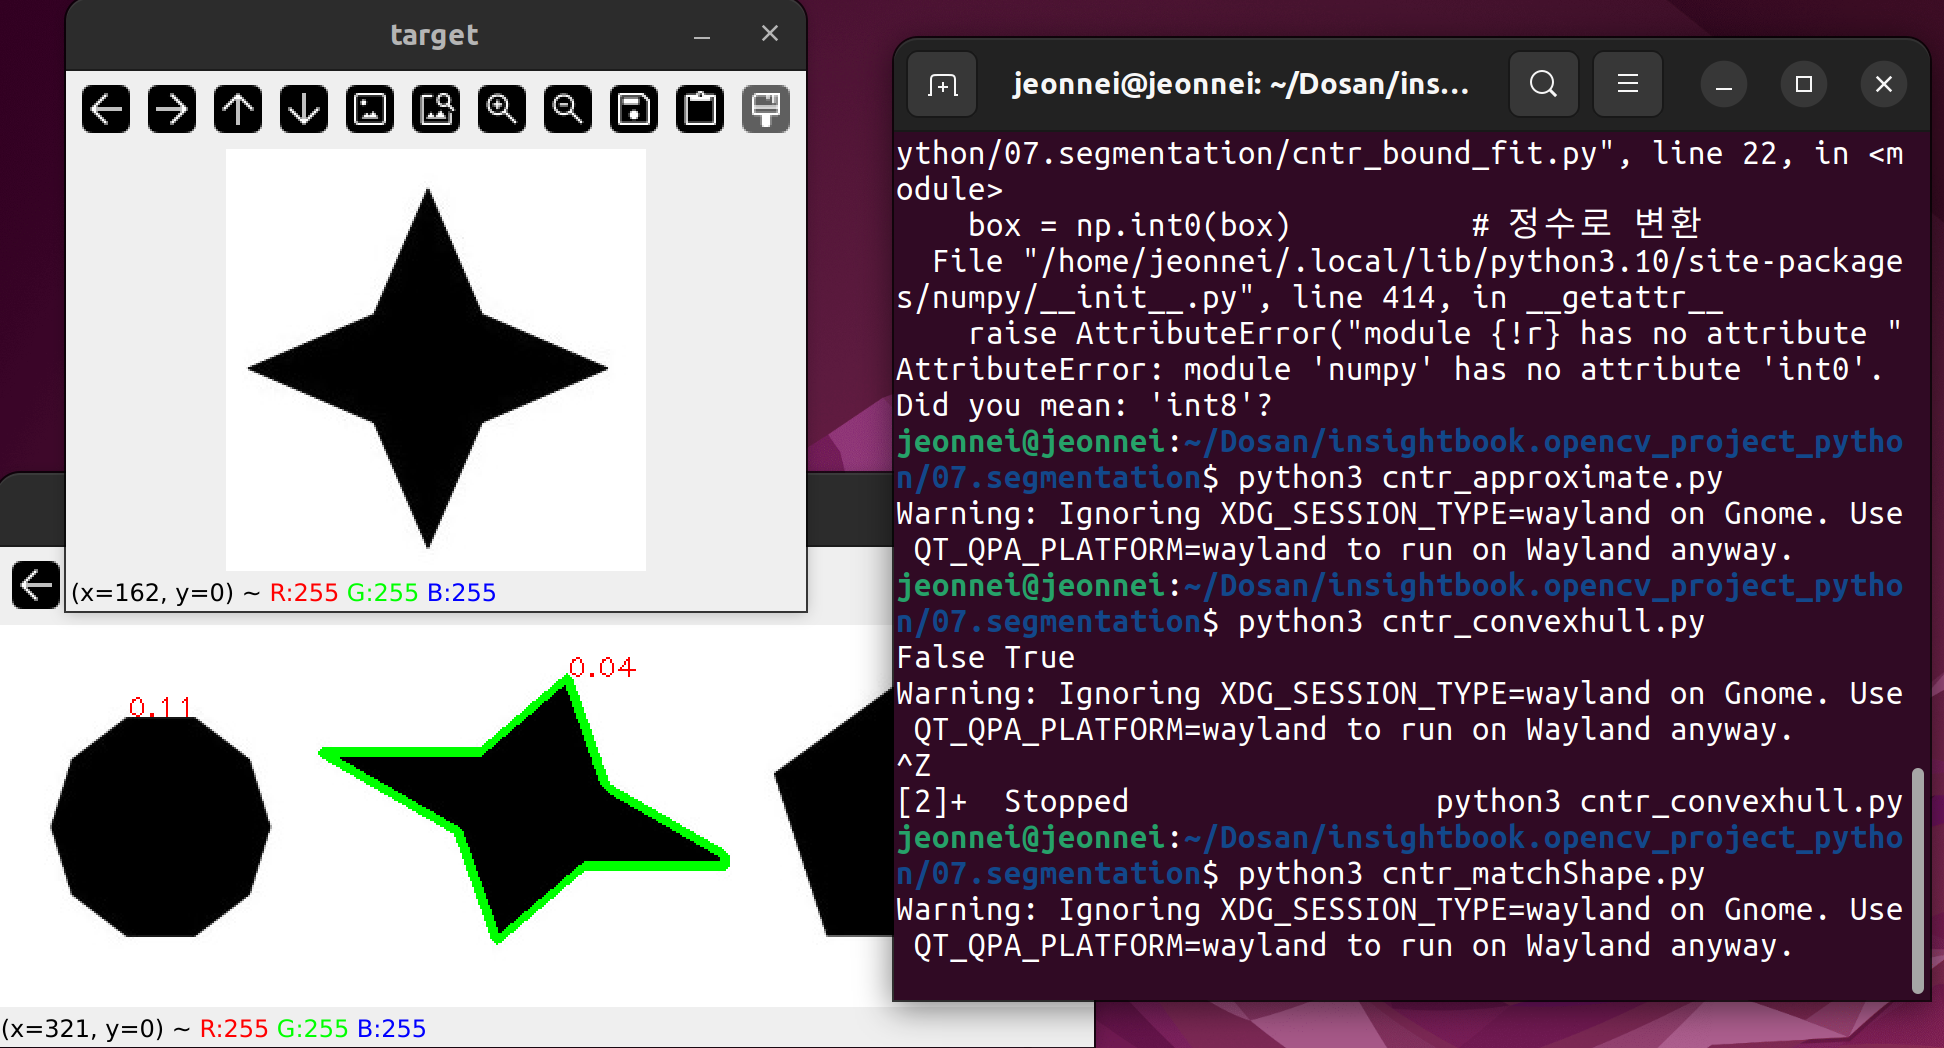 target
(x=162, y=0) ~ R:255 G:255 B:255
0.11
0.04
(x=321, y=0) ~ R:255 G:255 B:255
jeonnei@jeonnei: ~/Dosan/ins...
ython/07.segmentation/cntr_bound_fit.py", line 22, in <m
odule>
    box = np.int0(box)          # 정수로 변환
  File "/home/jeonnei/.local/lib/python3.10/site-package
s/numpy/__init__.py", line 414, in __getattr__
    raise AttributeError("module {!r} has no attribute "
AttributeError: module 'numpy' has no attribute 'int0'.
Did you mean: 'int8'?
jeonnei@jeonnei:~/Dosan/insightbook.opencv_project_pytho
n/07.segmentation$ python3 cntr_approximate.py
Warning: Ignoring XDG_SESSION_TYPE=wayland on Gnome. Use
 QT_QPA_PLATFORM=wayland to run on Wayland anyway.
jeonnei@jeonnei:~/Dosan/insightbook.opencv_project_pytho
n/07.segmentation$ python3 cntr_convexhull.py
False True
Warning: Ignoring XDG_SESSION_TYPE=wayland on Gnome. Use
 QT_QPA_PLATFORM=wayland to run on Wayland anyway.
^Z
[2]+  Stopped                 python3 cntr_convexhull.py
jeonnei@jeonnei:~/Dosan/insightbook.opencv_project_pytho
n/07.segmentation$ python3 cntr_matchShape.py
Warning: Ignoring XDG_SESSION_TYPE=wayland on Gnome. Use
 QT_QPA_PLATFORM=wayland to run on Wayland anyway.